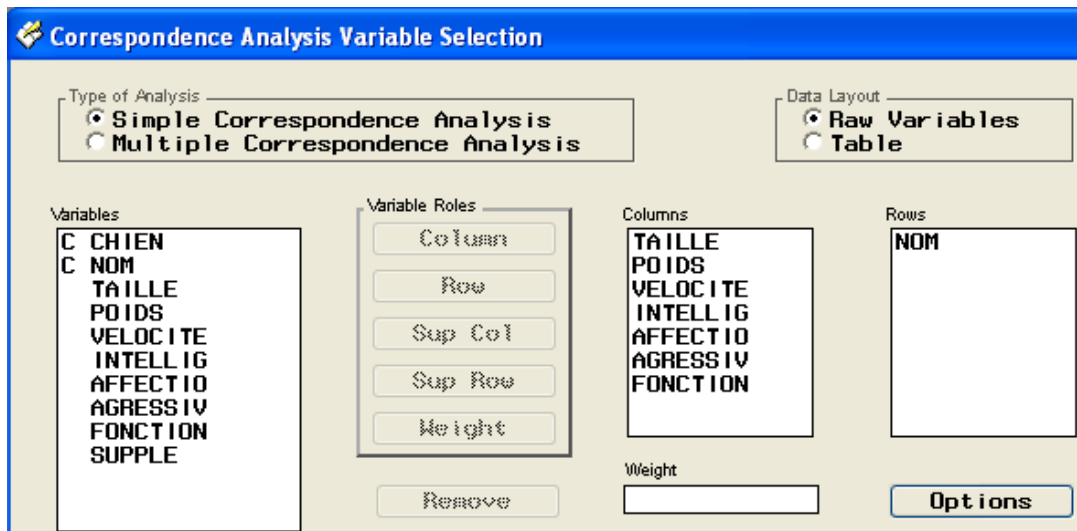 Correspondence Analysis Variable Selection
Type of Analysis
Simple Correspondence Analysis
Multiple Correspondence Analysis
Data Layout
Raw Variables
Table
Variables
C CHIEN
C NOM
TAILLE
POIDS
VELOCITE
INTELLIG
AFFECTIO
AGRESSIV
FONCTION
SUPPLE
Variable Roles
Column
Row
Sup Col
Sup Row
Weight
Remove
Columns
TAILLE
POIDS
VELOCITE
INTELLIG
AFFECTIO
AGRESSIV
FONCTION
Weight
Rows
NOM
Options